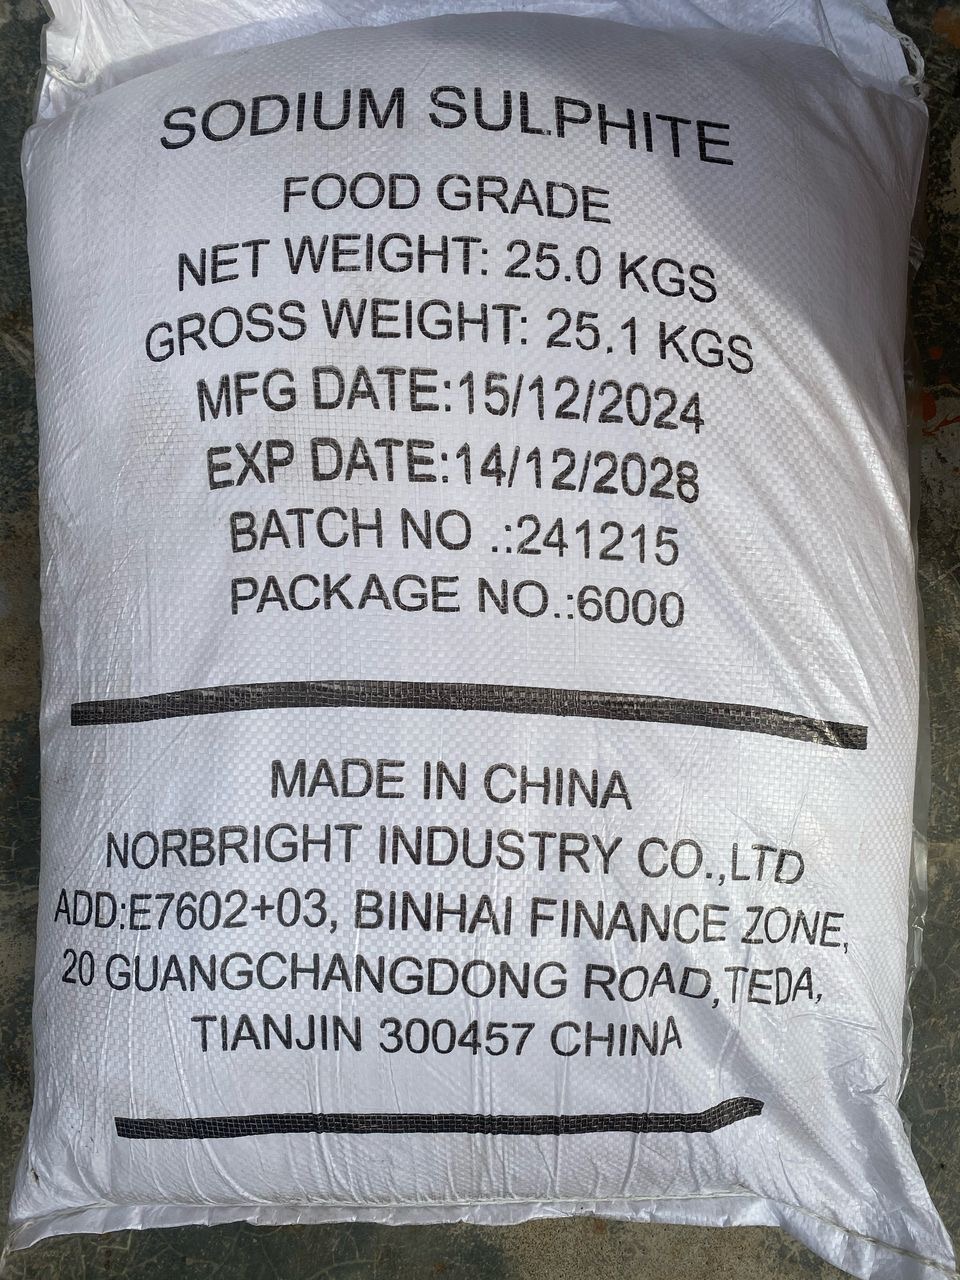 SODIUM SULPHITE
FOOD GRADE
NET WEIGHT: 25.0 KGS
GROSS WEIGHT: 25.1 KGS
MFG DATE:15/12/2024
EXP DATE:14/12/2028
BATCH NO .:241215
PACKAGE NO.:6000
MADE IN CHINA
NORBRIGHT INDUSTRY CO.,LTD
ADD:E7602+03, BINHAI FINANCE ZONE,
20 GUANGCHANGDONG ROAD,TEDA,
TIANJIN 300457 CHINA